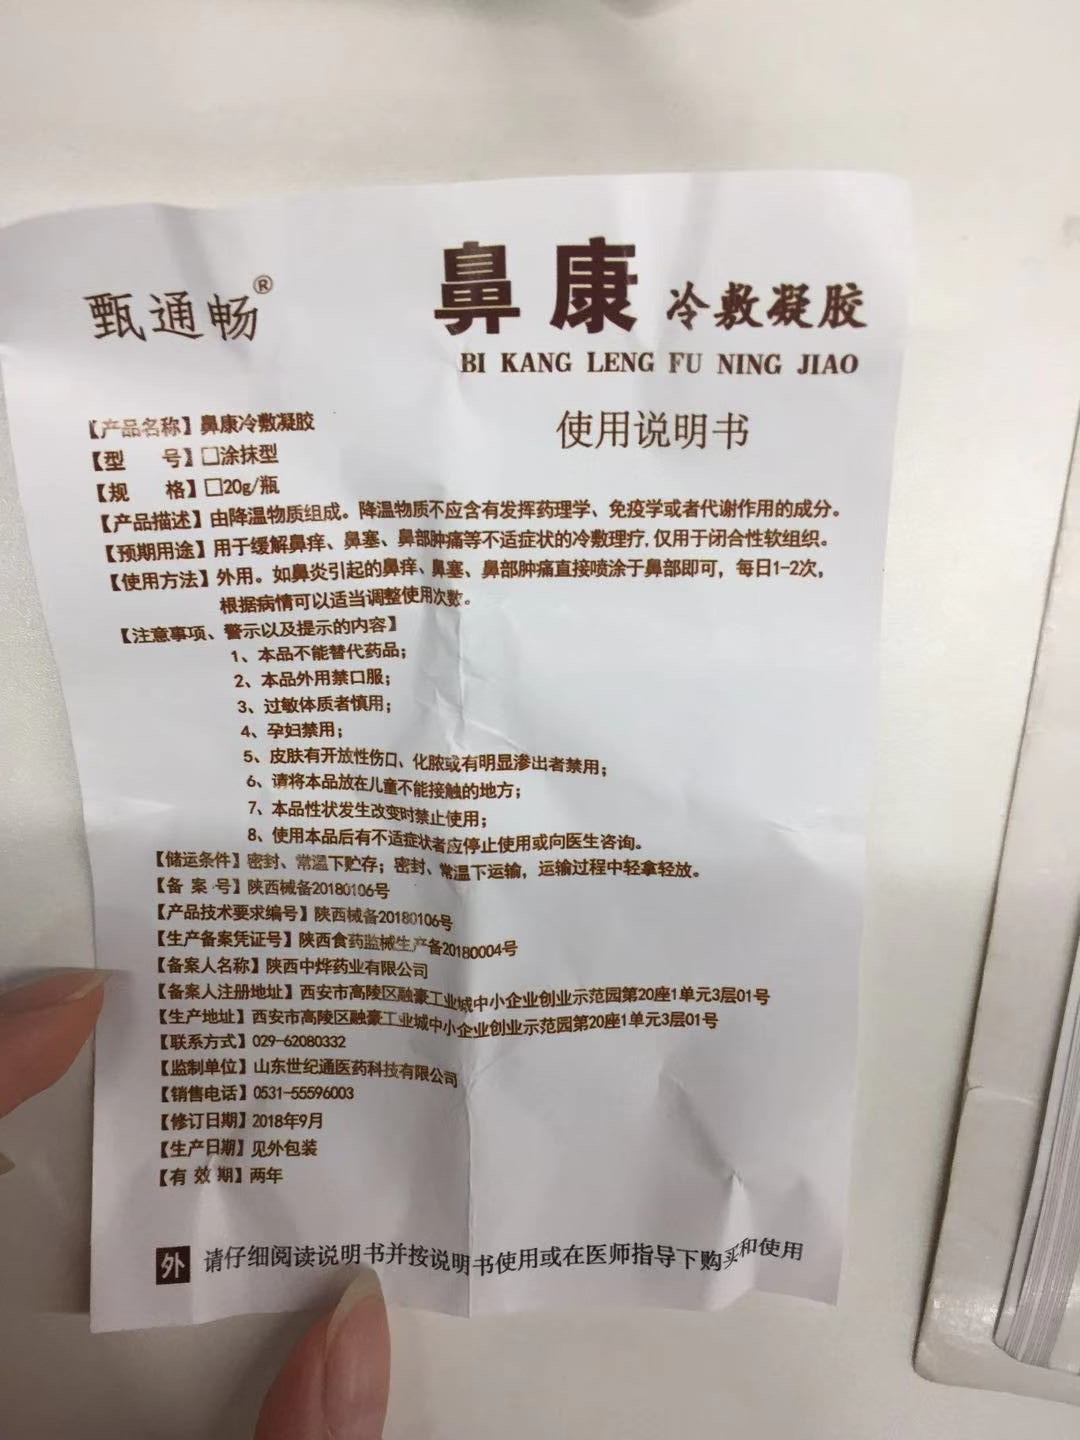 甄通畅®
鼻康 冷敷凝胶
BI KANG LENG FU NING JIAO
使用说明书
【产品名称】鼻康冷敷凝胶
【型 号】□涂抹型
【规 格】□20g/瓶
【产品描述】由降温物质组成。降温物质不应含有发挥药理学、免疫学或者代谢作用的成分。
【预期用途】用于缓解鼻痒、鼻塞、鼻部肿痛等不适症状的冷敷理疗,仅用于闭合性软组织。
【使用方法】外用。如鼻炎引起的鼻痒、鼻塞、鼻部肿痛直接喷涂于鼻部即可，每日1-2次，
根据病情可以适当调整使用次数。
【注意事项、警示以及提示的内容】
1、本品不能替代药品；
2、本品外用禁口服；
3、过敏体质者慎用；
4、孕妇禁用；
5、皮肤有开放性伤口、化脓或有明显渗出者禁用；
6、请将本品放在儿童不能接触的地方；
7、本品性状发生改变时禁止使用；
8、使用本品后有不适症状者应停止使用或向医生咨询。
【储运条件】密封、常温下贮存；密封、常温下运输，运输过程中轻拿轻放。
【备 案 号】陕西械备20180106号
【产品技术要求编号】陕西械备20180106号
【生产备案凭证号】陕西食药监械生产备20180004号
【备案人名称】陕西中烨药业有限公司
【备案人注册地址】西安市高陵区融豪工业城中小企业创业示范园第20座1单元3层01号
【生产地址】西安市高陵区融豪工业城中小企业创业示范园第20座1单元3层01号
【联系方式】029-62080332
【监制单位】山东世纪通医药科技有限公司
【销售电话】0531-55596003
【修订日期】2018年9月
【生产日期】见外包装
【有 效 期】两年
外 请仔细阅读说明书并按说明书使用或在医师指导下购买和使用